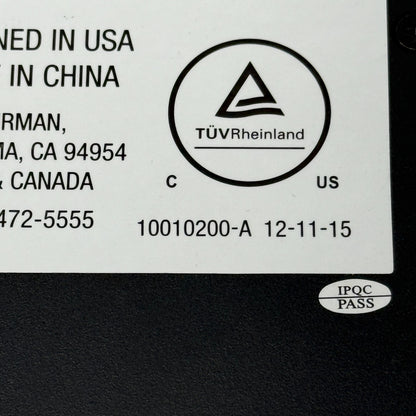 NED IN USA
IN CHINA
RMAN,
MA, CA 94954
& CANADA
472-5555
TÜVRheinland
C US
10010200-A 12-11-15
IPQC
PASS